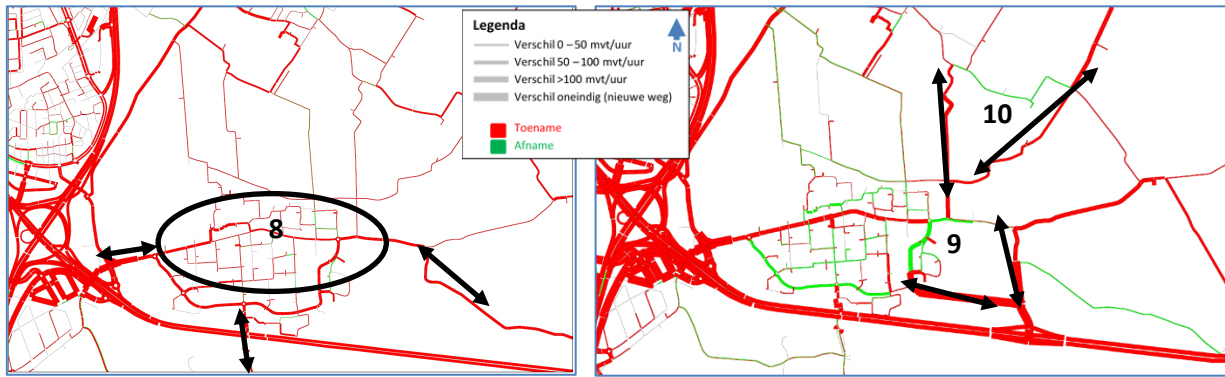 Legenda
N
Verschil 0 – 50 mvt/uur
Verschil 50 – 100 mvt/uur
Verschil >100 mvt/uur
Verschil oneindig (nieuwe weg)
Toename
Afname
8
10
9